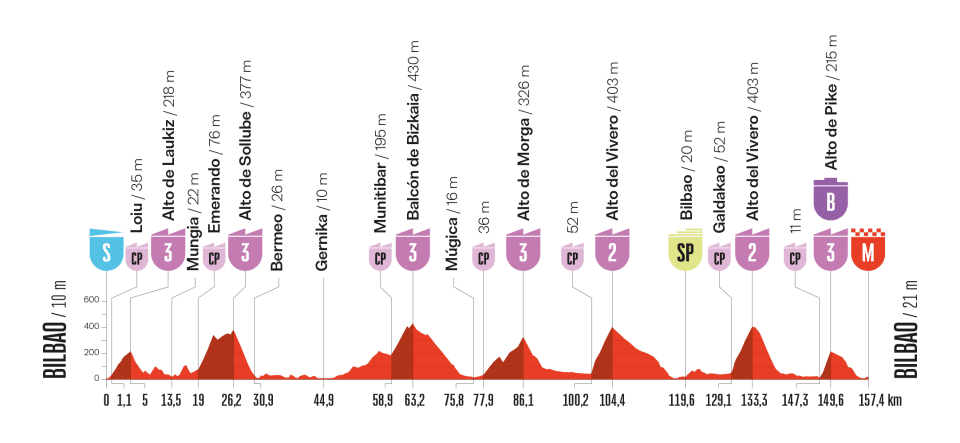 Loiu / 35 m
Alto de Laukiz / 218 m
Mungia / 22 m
Emerando / 76 m
Alto de Sollube / 377 m
Bermeo / 26 m
Gernika / 10 m
Munitibar / 195 m
Balcón de Bizkaia / 430 m
Múgica / 16 m
36 m
Alto de Morga / 326 m
52 m
Alto del Vivero / 403 m
Bilbao / 20 m
Galdakao / 52 m
Alto del Vivero / 403 m
11 m
Alto de Pike / 215 m
B
S CP 3 CP 3 CP 3 CP 3 CP 2 SP CP 2 CP 3 M
BILBAO / 10 m
600
400
200
0
BILBAO / 21 m
0 1,1 5 13,5 19 26,2 30,9 44,9 58,9 63,2 75,8 77,9 86,1 100,2 104,4 119,6 129,1 133,3 147,3 149,6 157,4 km